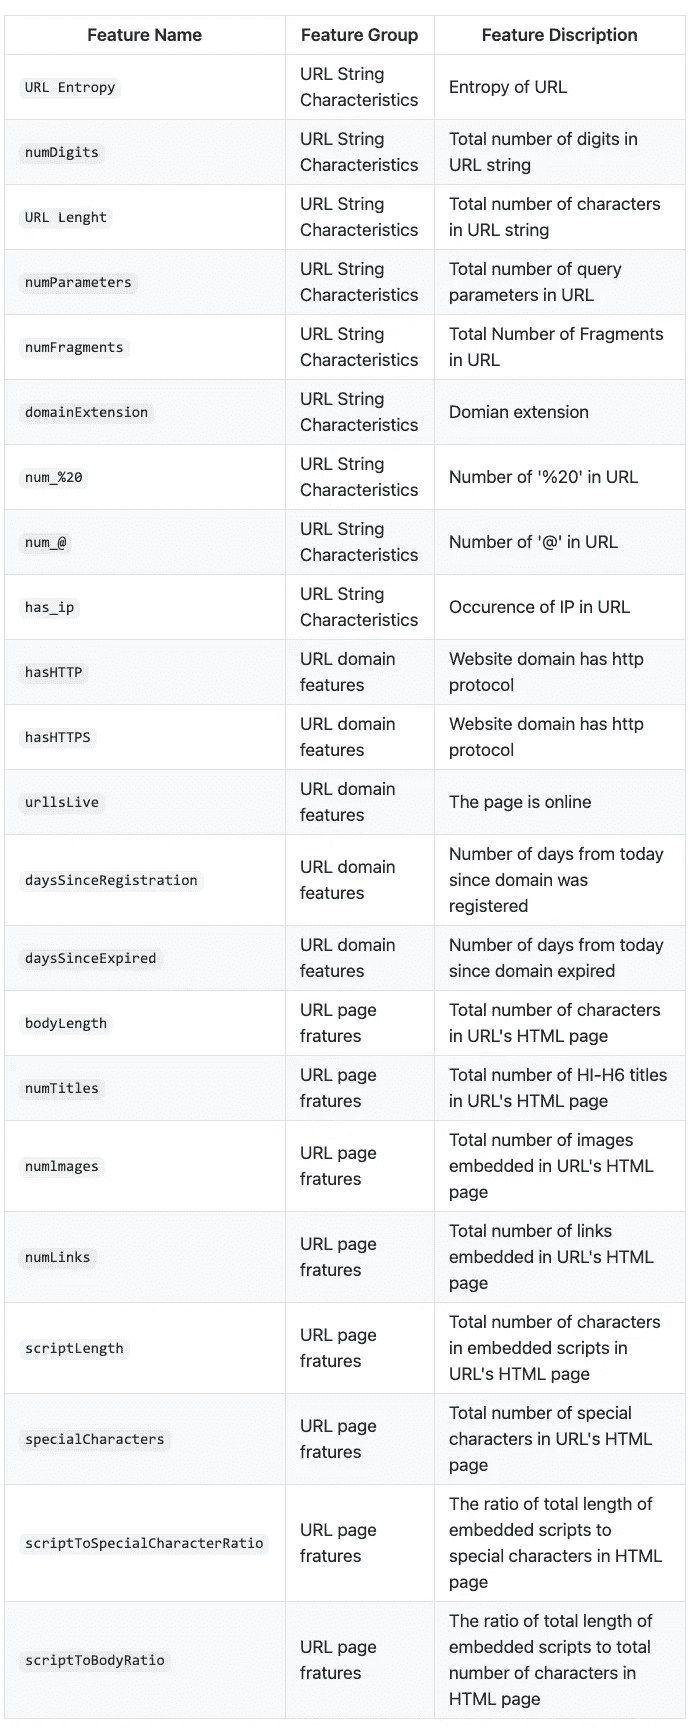 Feature Name Feature Group Feature Discription
URL Entropy
URL String
Characteristics
Entropy of URL
numDigits
URL String
Characteristics
Total number of digits in
URL string
URL Lenght
URL String
Characteristics
Total number of characters
in URL string
numParameters
URL String
Characteristics
Total number of query
parameters in URL
numFragments
URL String
Characteristics
Total Number of Fragments
in URL
domainExtension
URL String
Characteristics
Domian extension
num_%20
URL String
Characteristics
Number of '%20' in URL
num_@
URL String
Characteristics
Number of '@' in URL
has_ip
URL String
Characteristics
Occurence of IP in URL
hasHTTP
URL domain
features
Website domain has http
protocol
hasHTTPS
URL domain
features
Website domain has http
protocol
urllsLive
URL domain
features
The page is online
daysSinceRegistration
URL domain
features
Number of days from today
since domain was
registered
daysSinceExpired
URL domain
features
Number of days from today
since domain expired
bodyLength
URL page
fratures
Total number of characters
in URL's HTML page
numTitles
URL page
fratures
Total number of HI-H6 titles
in URL's HTML page
numlmages
URL page
fratures
Total number of images
embedded in URL's HTML
page
numLinks
URL page
fratures
Total number of links
embedded in URL's HTML
page
scriptLength
URL page
fratures
Total number of characters
in embedded scripts in
URL's HTML page
specialCharacters
URL page
fratures
Total number of special
characters in URL's HTML
page
scriptToSpecialCharacterRatio
URL page
fratures
The ratio of total length of
embedded scripts to
special characters in HTML
page
scriptToBodyRatio
URL page
fratures
The ratio of total length of
embedded scripts to total
number of characters in
HTML page